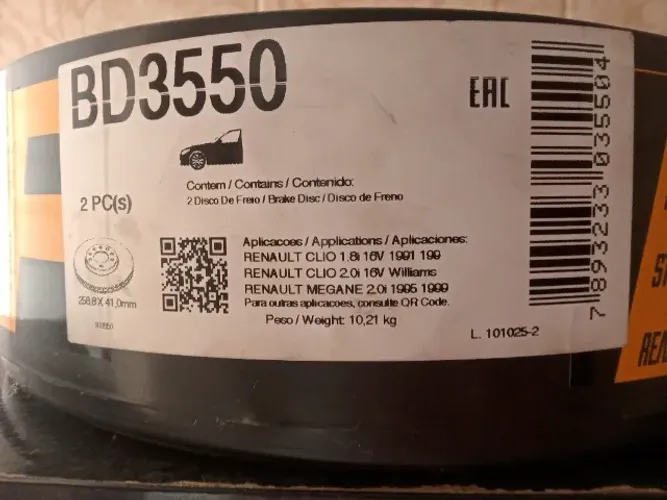 BD3550
EAC
Contem / Contains / Contenido:
2 Disco De Freio / Brake Disc / Disco de Freno
2 PC(s)
Aplicacoes / Applications / Aplicaciones:
RENAULT CLIO 1.8i 16V 1991 199
RENAULT CLIO 2.0i 16V Williams
RENAULT MEGANE 2.0i 1995 1999
Para outras aplicacoes, consulte QR Code.
Peso / Weight: 10,21 kg
258,8 X 41,0mm
L. 101025-2
7 893233 035504